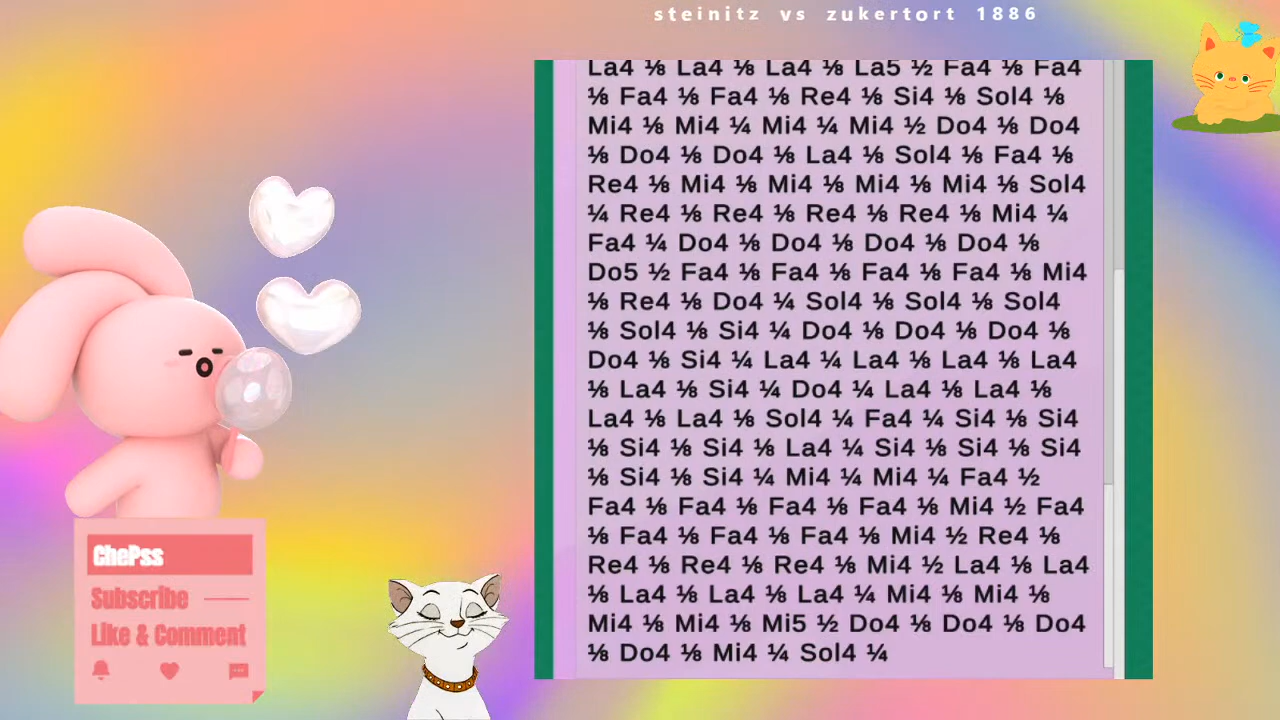 steinitz vs zukertort 1886
La4 ⅛ La4 ⅛ La4 ⅛ La5 ½ Fa4 ⅛ Fa4
⅛ Fa4 ⅛ Fa4 ⅛ Re4 ⅛ Si4 ⅛ Sol4 ⅛
Mi4 ⅛ Mi4 ¼ Mi4 ¼ Mi4 ½ Do4 ⅛ Do4
⅛ Do4 ⅛ Do4 ⅛ La4 ⅛ Sol4 ⅛ Fa4 ⅛
Re4 ⅛ Mi4 ⅛ Mi4 ⅛ Mi4 ⅛ Mi4 ⅛ Sol4
¼ Re4 ⅛ Re4 ⅛ Re4 ⅛ Re4 ⅛ Mi4 ¼
Fa4 ¼ Do4 ⅛ Do4 ⅛ Do4 ⅛ Do4 ⅛
Do5 ½ Fa4 ⅛ Fa4 ⅛ Fa4 ⅛ Fa4 ⅛ Mi4
⅛ Re4 ⅛ Do4 ¼ Sol4 ⅛ Sol4 ⅛ Sol4
⅛ Sol4 ⅛ Si4 ¼ Do4 ⅛ Do4 ⅛ Do4 ⅛
Do4 ⅛ Si4 ¼ La4 ¼ La4 ⅛ La4 ⅛ La4
⅛ La4 ⅛ Si4 ¼ Do4 ¼ La4 ⅛ La4 ⅛
La4 ⅛ La4 ⅛ Sol4 ¼ Fa4 ¼ Si4 ⅛ Si4
⅛ Si4 ⅛ Si4 ⅛ La4 ¼ Si4 ⅛ Si4 ⅛ Si4
⅛ Si4 ⅛ Si4 ¼ Mi4 ¼ Mi4 ¼ Fa4 ½
Fa4 ⅛ Fa4 ⅛ Fa4 ⅛ Fa4 ⅛ Mi4 ½ Fa4
⅛ Fa4 ⅛ Fa4 ⅛ Fa4 ⅛ Mi4 ½ Re4 ⅛
Re4 ⅛ Re4 ⅛ Re4 ⅛ Mi4 ½ La4 ⅛ La4
⅛ La4 ⅛ La4 ⅛ La4 ¼ Mi4 ⅛ Mi4 ⅛
Mi4 ⅛ Mi4 ⅛ Mi5 ½ Do4 ⅛ Do4 ⅛ Do4
⅛ Do4 ⅛ Mi4 ¼ Sol4 ¼
ChePss
Subscribe
Like & Comment